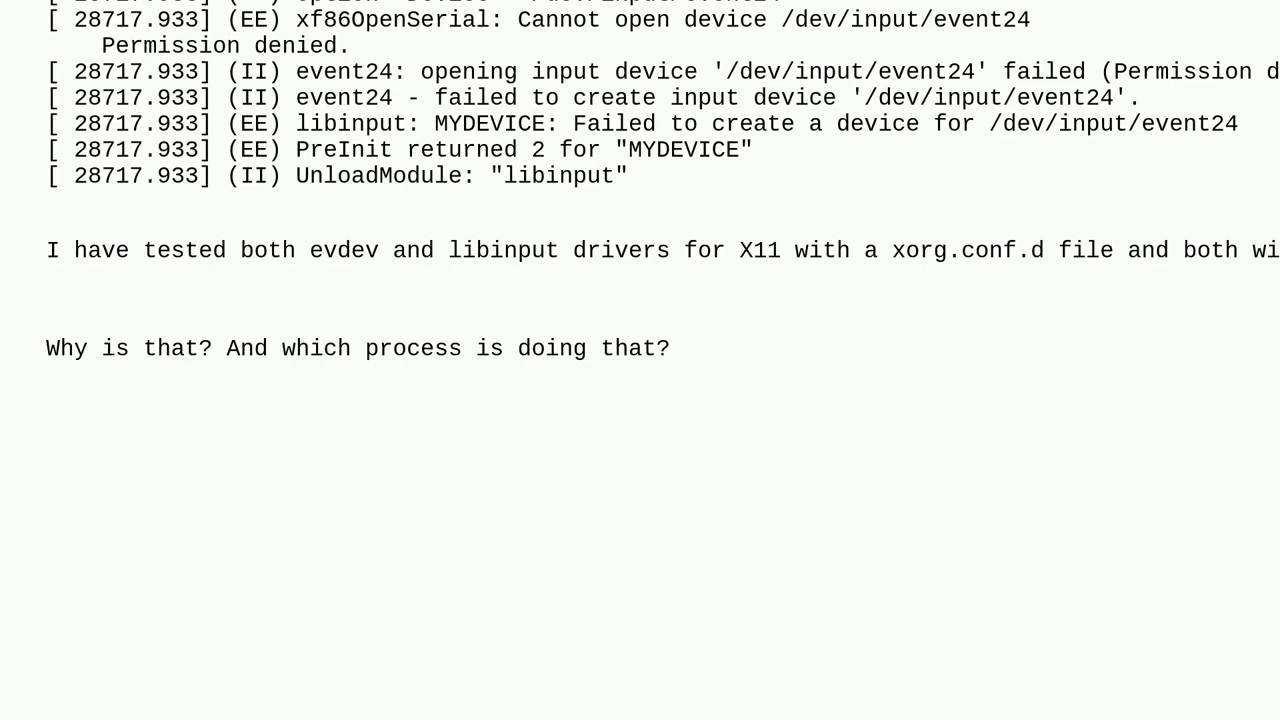 [ 28717.933] (EE) xf86OpenSerial: Cannot open device /dev/input/event24
Permission denied.
[ 28717.933] (II) event24: opening input device '/dev/input/event24' failed (Permission d
[ 28717.933] (II) event24 - failed to create input device '/dev/input/event24'.
[ 28717.933] (EE) libinput: MYDEVICE: Failed to create a device for /dev/input/event24
[ 28717.933] (EE) PreInit returned 2 for "MYDEVICE"
[ 28717.933] (II) UnloadModule: "libinput"
I have tested both evdev and libinput drivers for X11 with a xorg.conf.d file and both wi
Why is that? And which process is doing that?